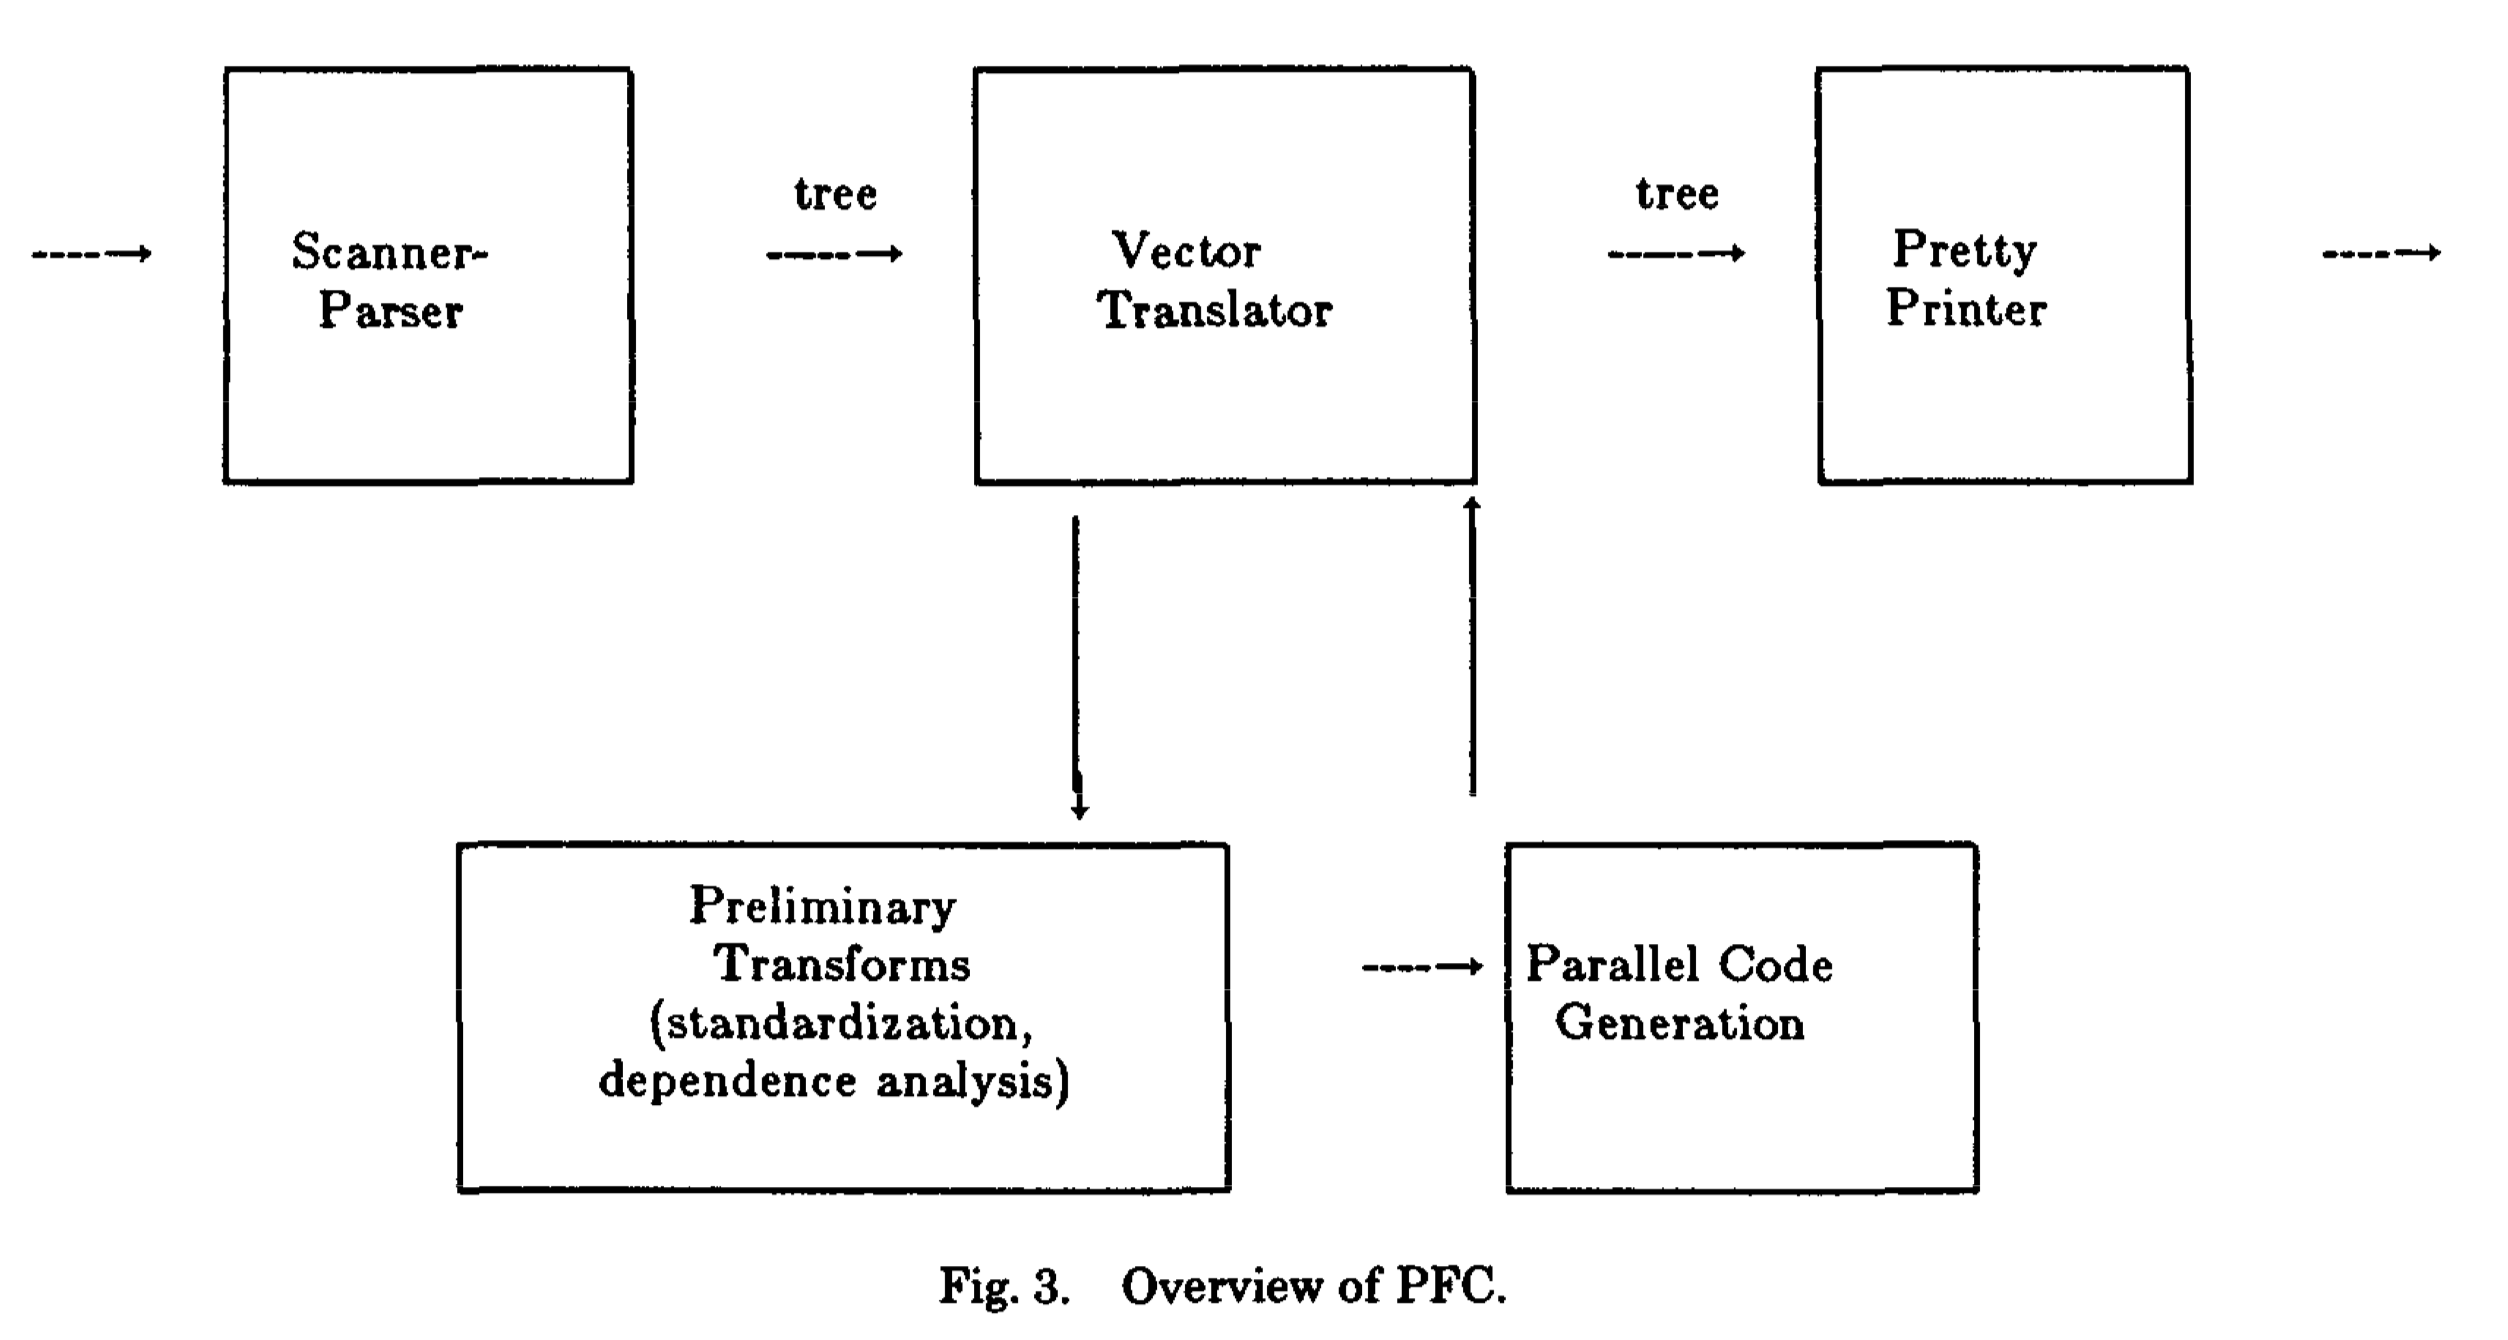 tree
tree
Scanner-
Parser
Vector
Translator
Pretty
Printer
Preliminary
Transforms
(standardization,
dependence analysis)
Parallel Code
Generation
Fig. 3. Overview of PFC.